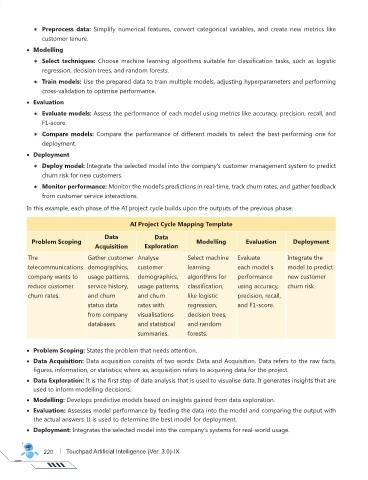 ∗ Preprocess data: Simplify numerical features, convert categorical variables, and create new metrics like
customer tenure.
• Modelling
∗ Select techniques: Choose machine learning algorithms suitable for classification tasks, such as logistic
regression, decision trees, and random forests.
∗ Train models: Use the prepared data to train multiple models, adjusting hyperparameters and performing
cross-validation to optimise performance.
• Evaluation
∗ Evaluate models: Assess the performance of each model using metrics like accuracy, precision, recall, and
F1-score.
∗ Compare models: Compare the performance of different models to select the best-performing one for
deployment.
• Deployment
∗ Deploy model: Integrate the selected model into the company's customer management system to predict
churn risk for new customers.
∗ Monitor performance: Monitor the model's predictions in real-time, track churn rates, and gather feedback
from customer service interactions.
In this example, each phase of the AI project cycle builds upon the outputs of the previous phase:
AI Project Cycle Mapping Template
Problem Scoping Data Acquisition Data Exploration Modelling Evaluation Deployment
The Gather customer Analyse Select machine Evaluate Integrate the
telecommunications demographics, customer learning each model's model to predict
company wants to usage patterns, demographics, algorithms for performance new customer
reduce customer service history, usage patterns, classification, using accuracy, churn risk.
churn rates. and churn and churn like logistic precision, recall,
status data rates with regression, and F1-score.
from company visualisations decision trees,
databases. and statistical and random
summaries. forests.
• Problem Scoping: States the problem that needs attention.
• Data Acquisition: Data acquisition consists of two words: Data and Acquisition. Data refers to the raw facts,
figures, information, or statistics; where as, acquisition refers to acquiring data for the project.
• Data Exploration: It is the first step of data analysis that is used to visualise data. It generates insights that are
used to inform modelling decisions.
• Modelling: Develops predictive models based on insights gained from data exploration.
• Evaluation: Assesses model performance by feeding the data into the model and comparing the output with
the actual answers. It is used to determine the best model for deployment.
• Deployment: Integrates the selected model into the company's systems for real-world usage.
220 | Touchpad Artificial Intelligence (Ver. 3.0)-IX